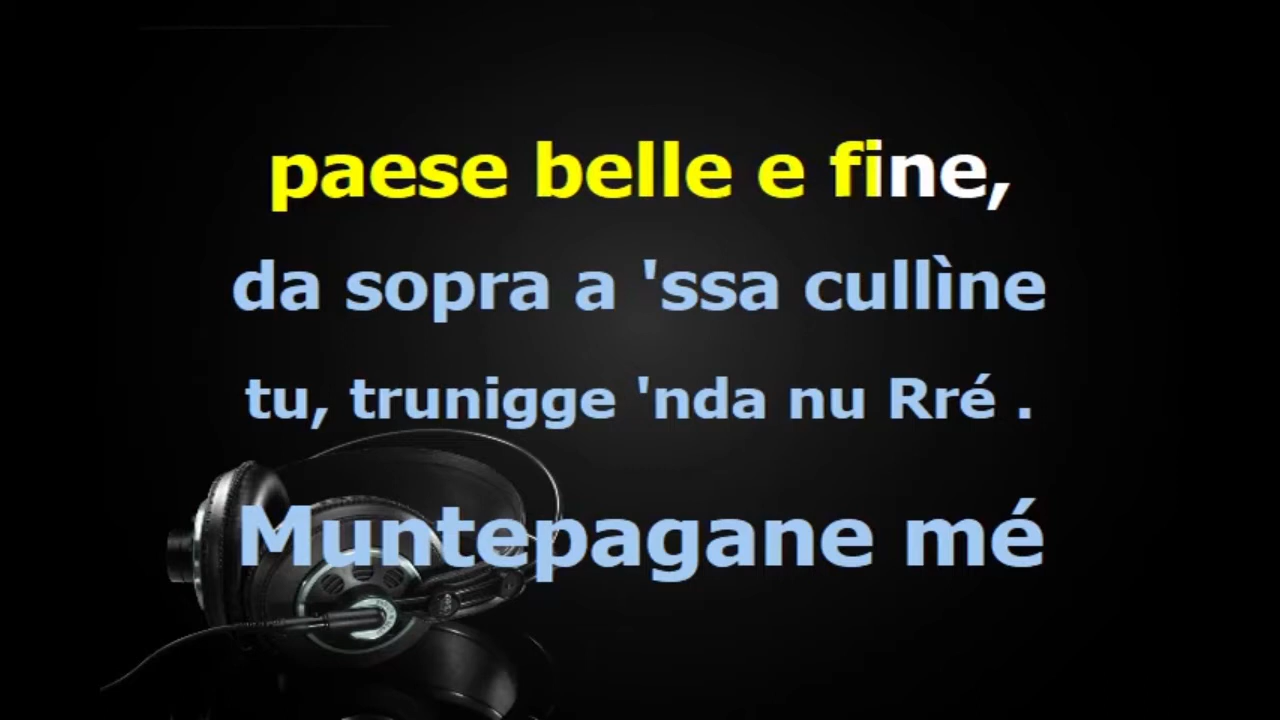 paese belle e fine,
da sopra a 'ssa cullìne
tu, trunigge 'nda nu Rré .
Muntepagane mé